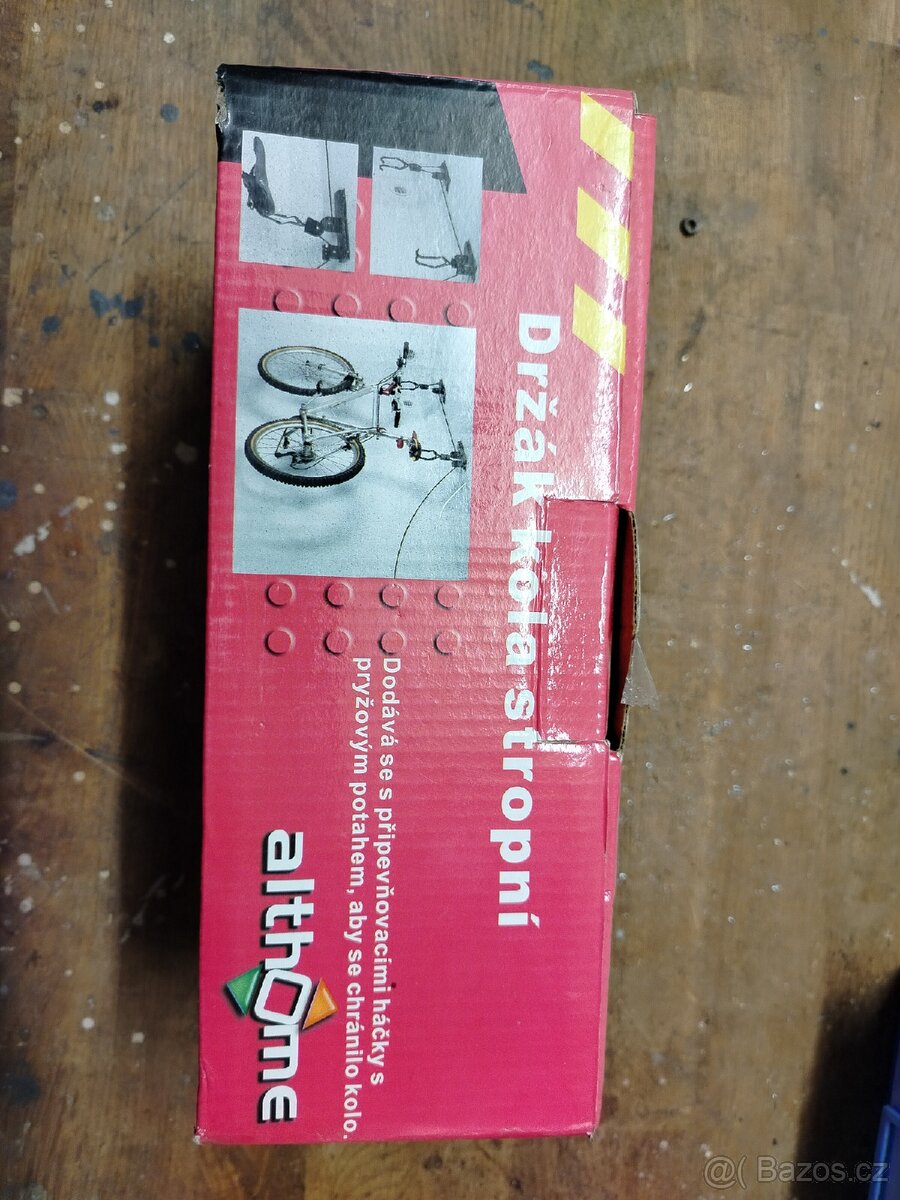 Držák kola stropní
Dodává se s připevňovacími háčky s
pryžovým potahem, aby se chránilo kolo.
althome
@( Bazos.cz